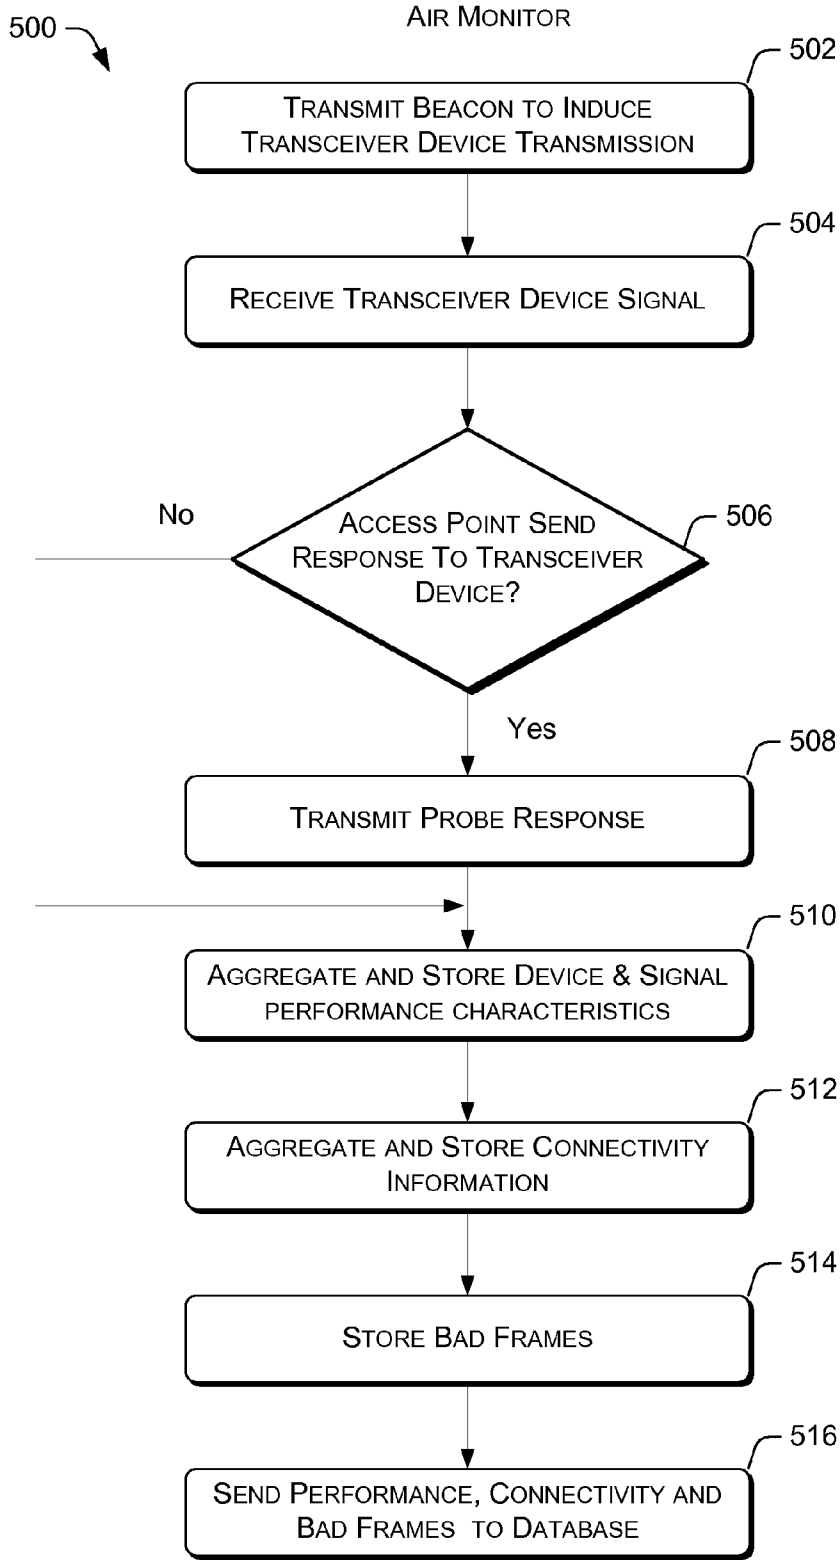 AIR MONITOR
500
502
TRANSMIT BEACON TO INDUCE
TRANSCEIVER DEVICE TRANSMISSION
504
RECEIVE TRANSCEIVER DEVICE SIGNAL
No
506
ACCESS POINT SEND
RESPONSE TO TRANSCEIVER
DEVICE?
Yes
508
TRANSMIT PROBE RESPONSE
510
AGGREGATE AND STORE DEVICE & SIGNAL
PERFORMANCE CHARACTERISTICS
512
AGGREGATE AND STORE CONNECTIVITY
INFORMATION
514
STORE BAD FRAMES
516
SEND PERFORMANCE, CONNECTIVITY AND
BAD FRAMES TO DATABASE